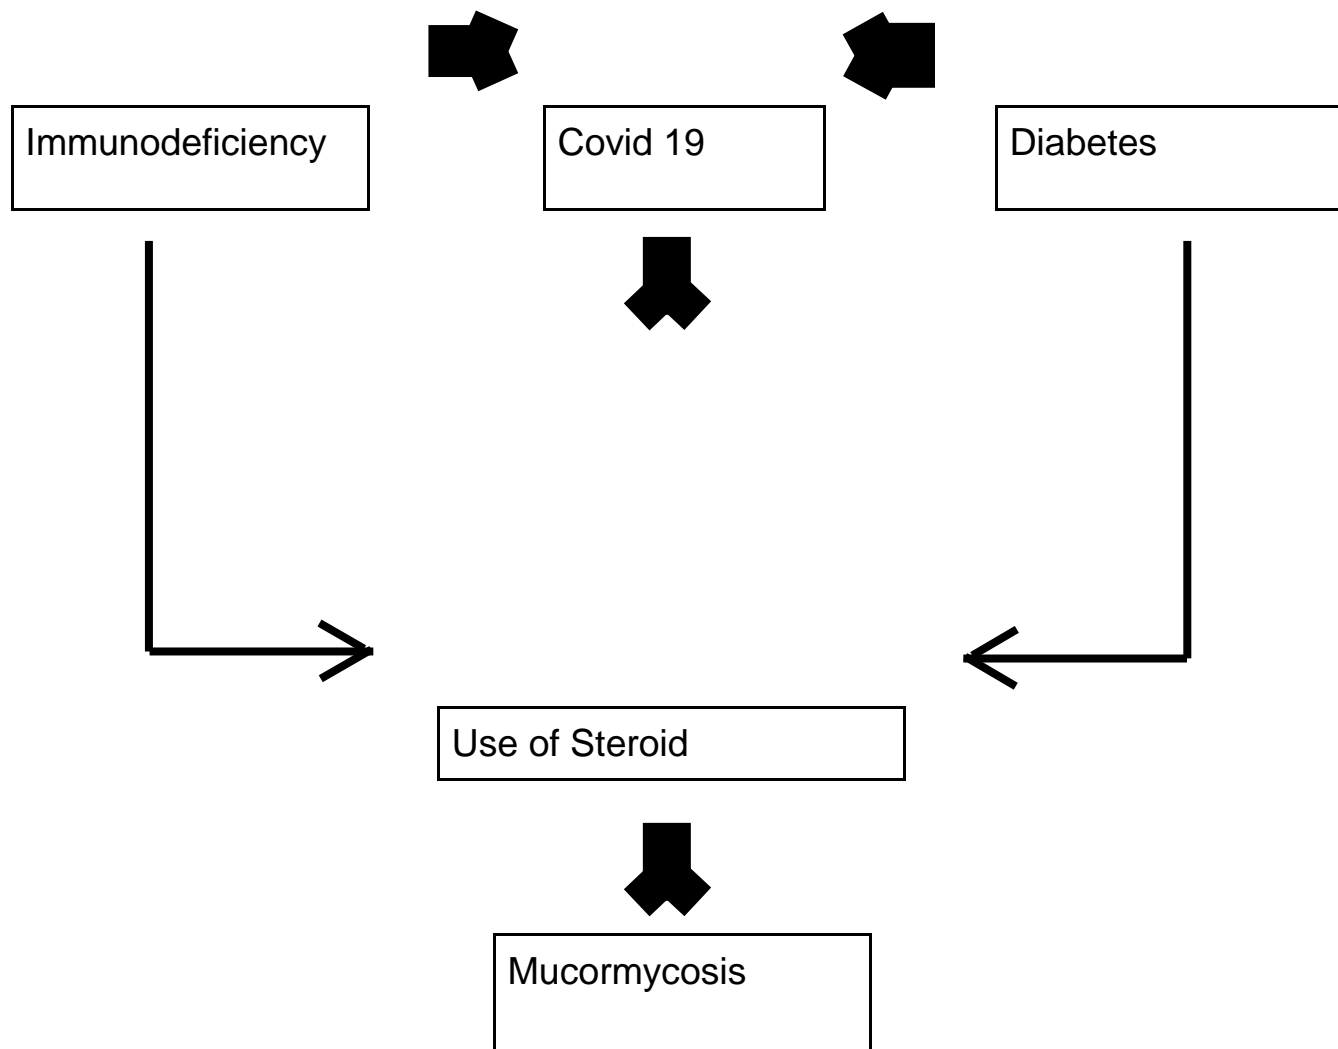 Immunodeficiency
Covid 19
Diabetes
Use of Steroid
Mucormycosis